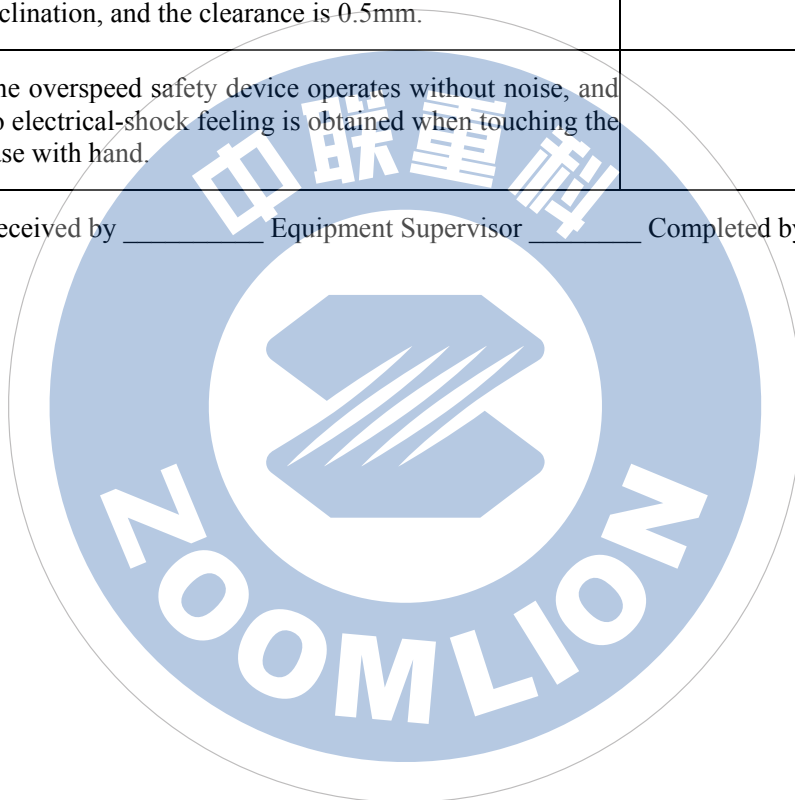 clination, and the clearance is 0.5mm.
ne overspeed safety device operates without noise, and
o electrical-shock feeling is obtained when touching the
ase with hand.
eceived by __________ Equipment Supervisor ________ Completed by
中联重科
ZOOMLION